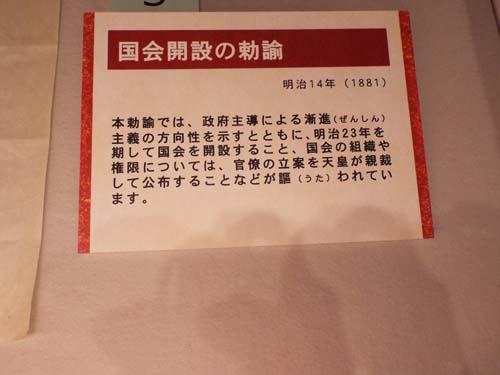 国会開設の勅諭
明治14年（1881）
本勅諭では、政府主導による漸進（ぜんしん）
主義の方向性を示すとともに、明治23年を
期して国会を開設すること、国会の組織や
権限については、官僚の立案を天皇が親裁
して公布することなどが謳（うた）われてい
ます。